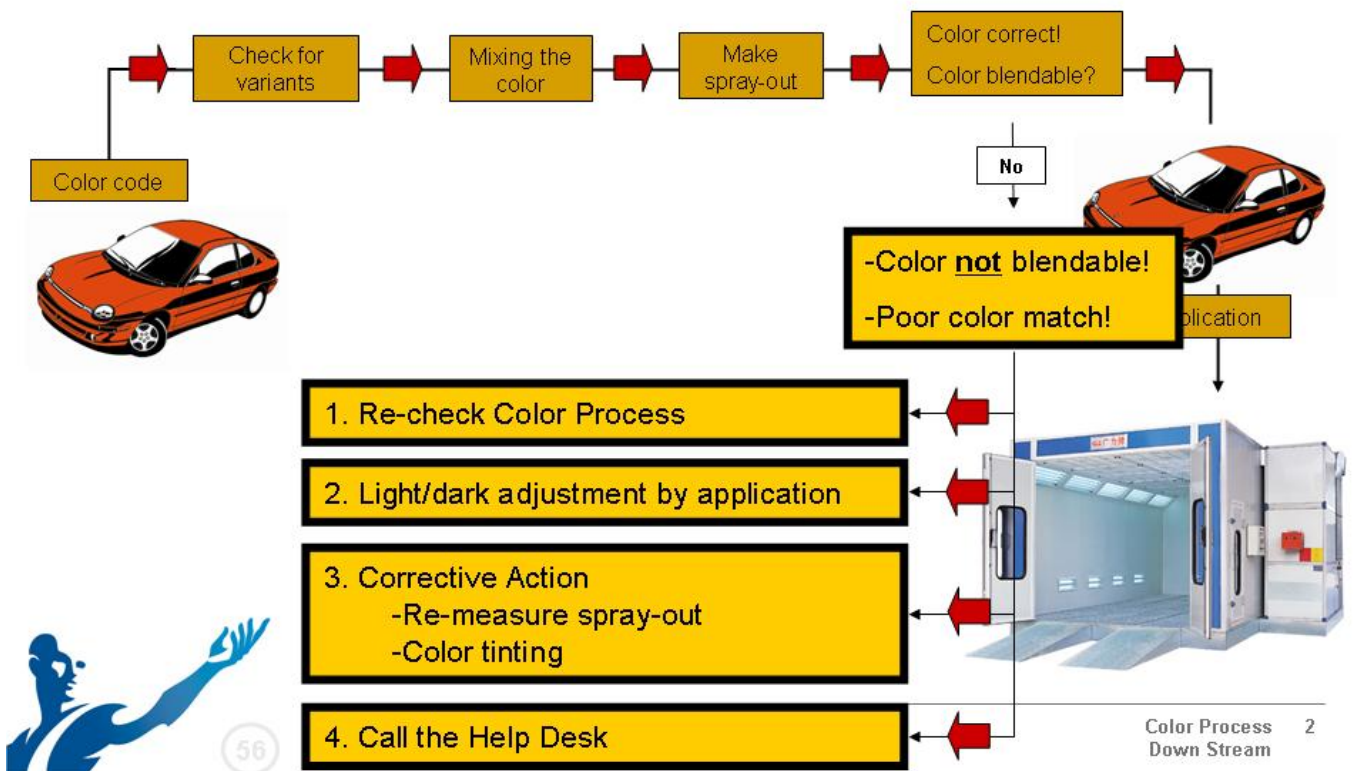 Color code
Check for
variants
Mixing the
color
Make
spray-out
Color correct!
Color blendable?
No
-Color not blendable!
-Poor color match!
plication
1. Re-check Color Process
2. Light/dark adjustment by application
3. Corrective Action
-Re-measure spray-out
-Color tinting
4. Call the Help Desk
56
Color Process 2
Down Stream